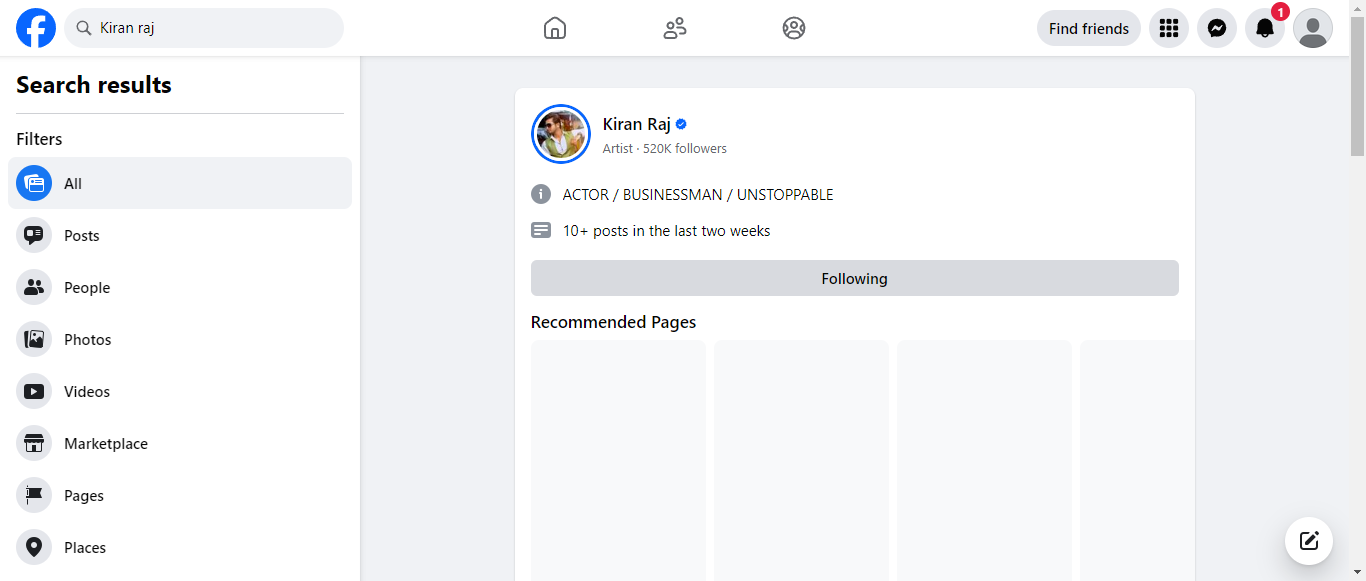 Kiran raj
Find friends
1
Search results
Filters
All
Posts
People
Photos
Videos
Marketplace
Pages
Places
Kiran Raj
Artist · 520K followers
ACTOR / BUSINESSMAN / UNSTOPPABLE
10+ posts in the last two weeks
Following
Recommended Pages